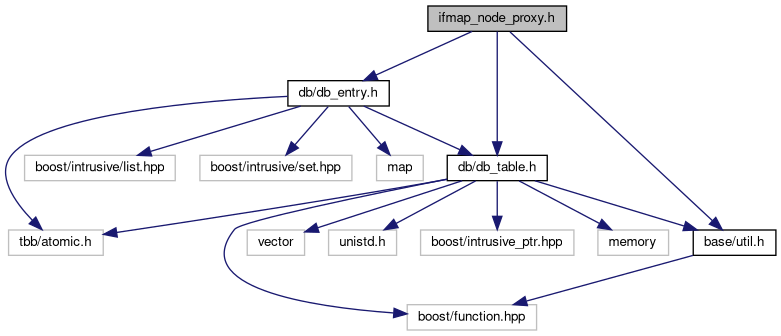 ifmap_node_proxy.h
db/db_entry.h
boost/intrusive/list.hpp
boost/intrusive/set.hpp
map
db/db_table.h
tbb/atomic.h
vector
unistd.h
boost/intrusive_ptr.hpp
memory
base/util.h
boost/function.hpp